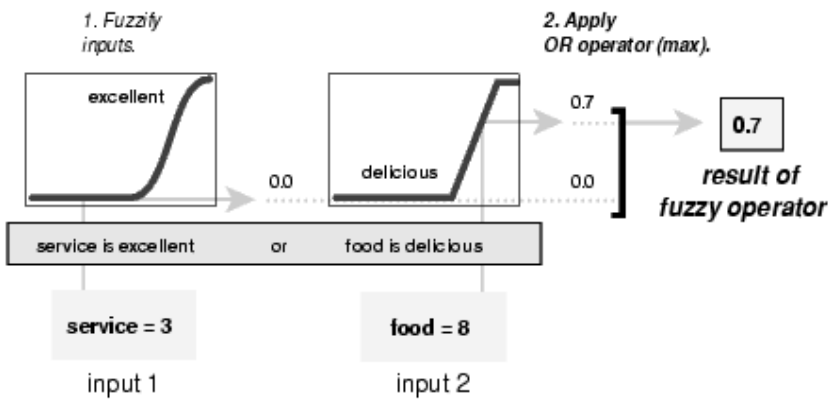 1. Fuzzify
inputs.
2. Apply
OR operator (max).
excellent
0.0
delicious
0.7
0.0
0.7
result of
fuzzy operator
service is excellent or food is delicious
service = 3
food = 8
input 1
input 2